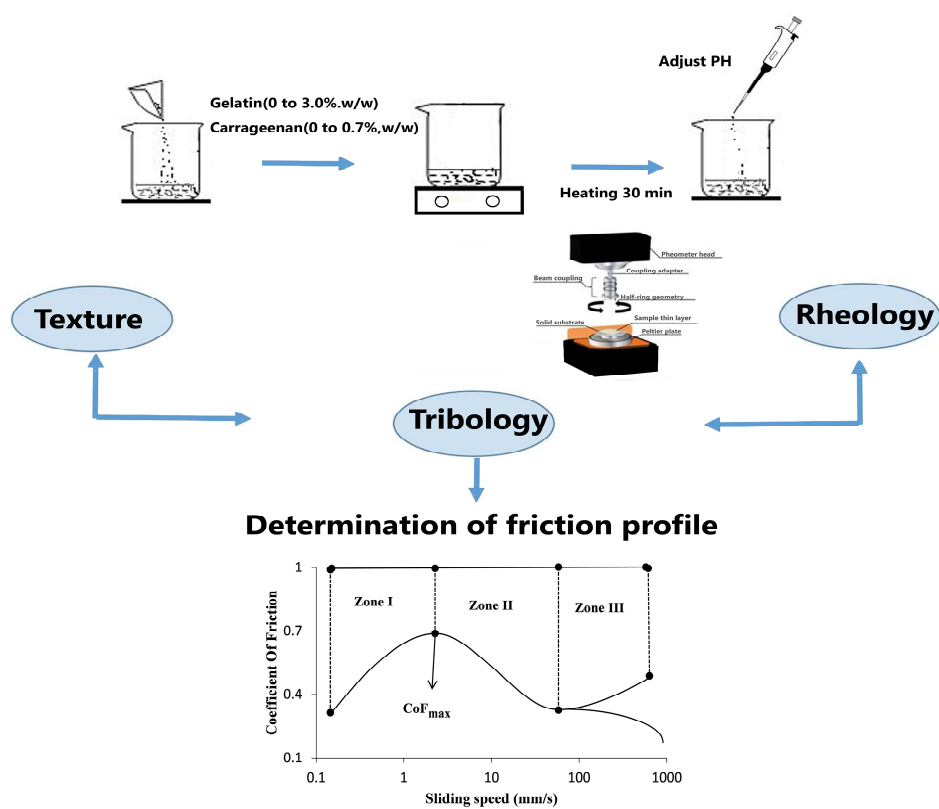 Adjust PH
Gelatin(0 to 3.0%.w/w)
Carrageenan(0 to 0.7%,w/w)
Heating 30 min
Pheometer head
Coupling adapter
Beam coupling
Half-ring geometry
Solid substrate
Sample thin layer
Peltier plate
Texture
Rheology
Tribology
Determination of friction profile
Coefficient Of Friction
1
0.7
0.4
0.1
Zone I
Zone II
Zone III
CoFmax
0.1
1
10
100
1000
Sliding speed (mm/s)